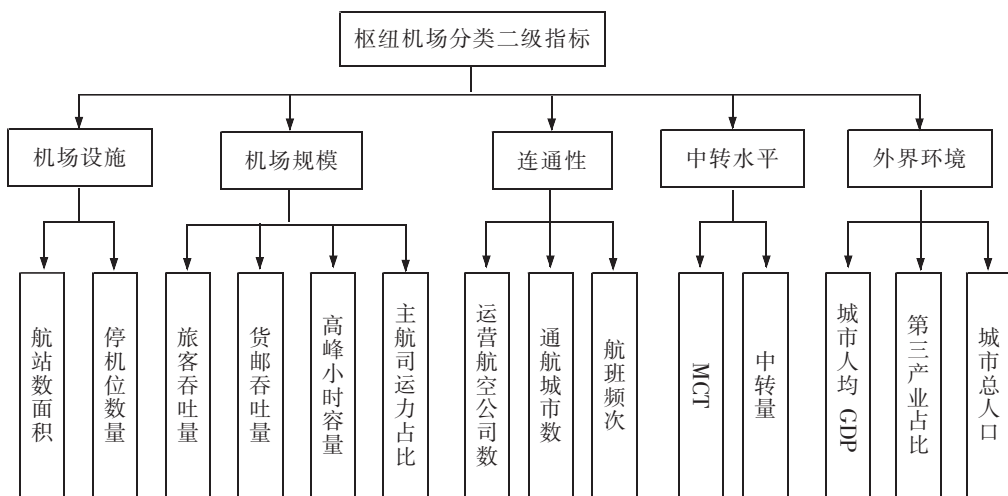 枢纽机场分类二级指标
机场设施
机场规模
连通性
中转水平
外界环境
航站数面积
停机位数量
旅客吞吐量
货邮吞吐量
高峰小时容量
主航司运力占比
运营航空公司数
通航城市数
航班频次
MCT
中转量
城市人均 GDP
第三产业占比
城市总人口